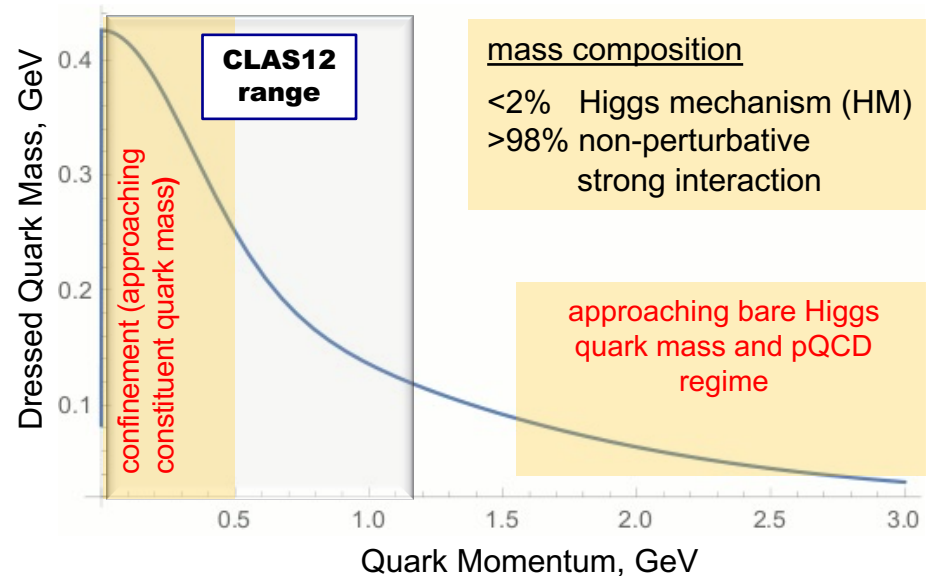 Dressed Quark Mass, GeV
0.4
0.3
0.2
0.1
CLAS12
range
confinement (approaching
constituent quark mass)
mass composition
<2% Higgs mechanism (HM)
>98% non-perturbative
strong interaction
approaching bare Higgs
quark mass and pQCD
regime
0.5 1.0 1.5 2.0 2.5 3.0
Quark Momentum, GeV